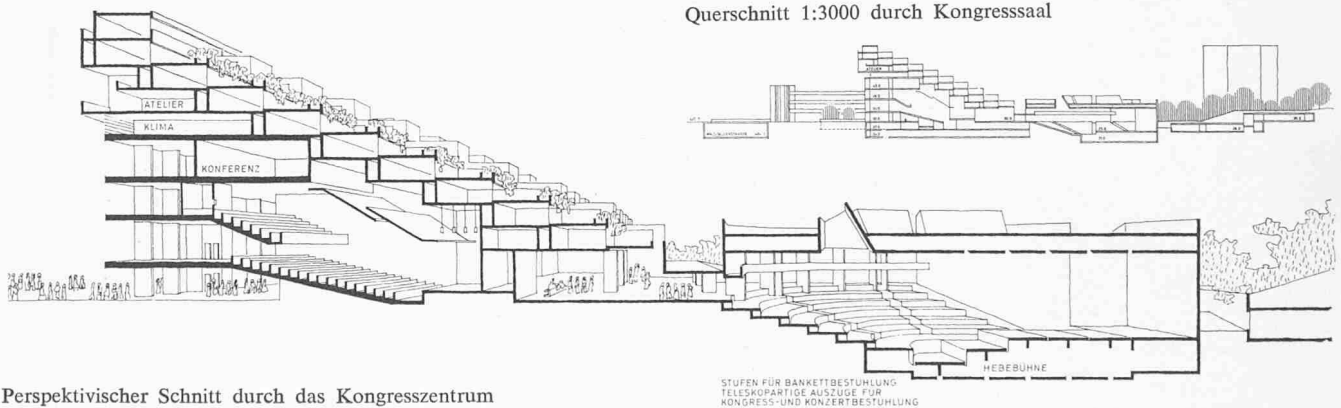 Querschnitt 1:3000 durch Kongresssaal
ATELIER
ATELIER
KLIMA
KONFERENZ
HEBEBÜHNE
STUFEN FÜR BANKETTBESTUHLUNG
TELESKOPARTIGE AUSZÜGE FÜR
KONGRESS-UND KONZERTBESTUHLUNG
Perspektivischer Schnitt durch das Kongresszentrum